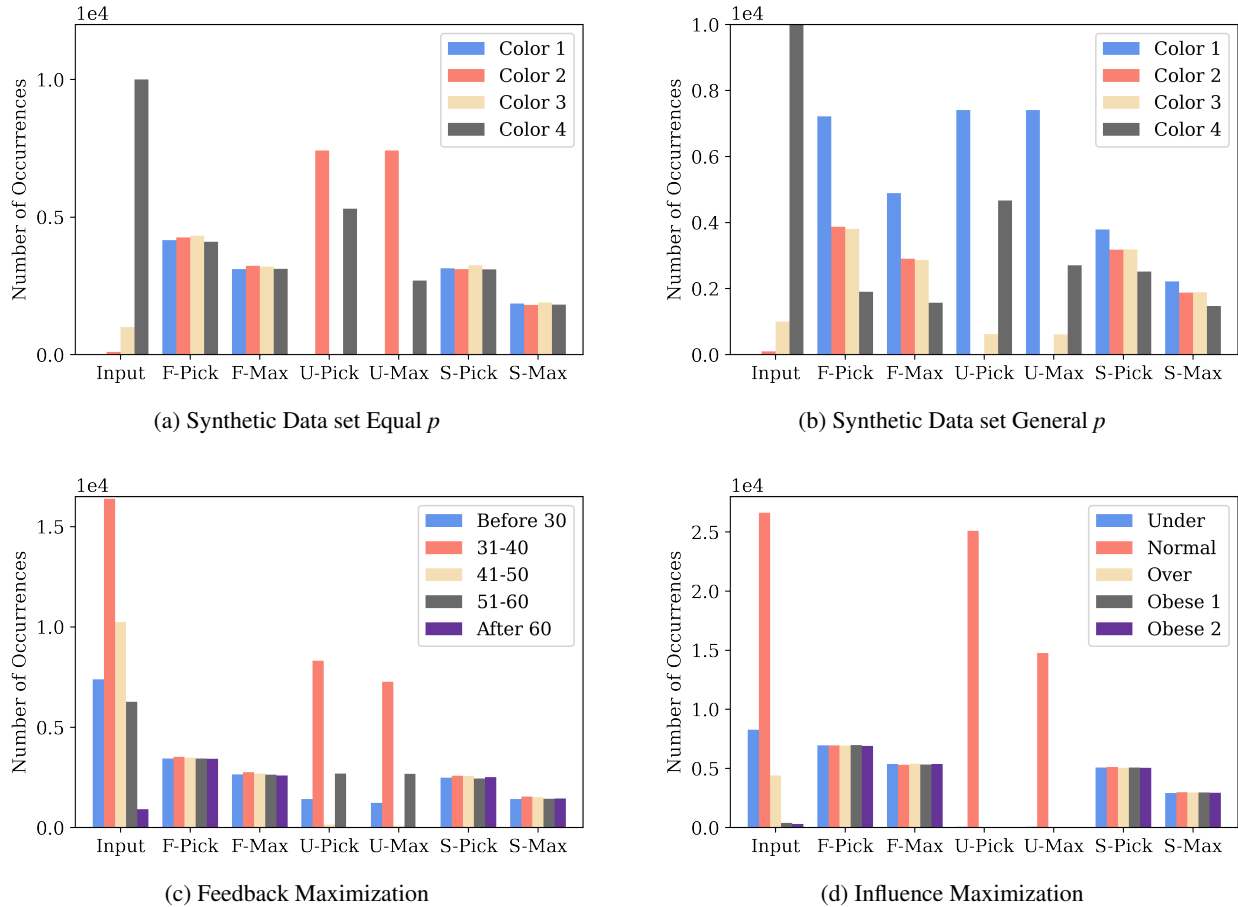 1e4
Number of Occurrences
1.0
0.5
0.0
Color 1
Color 2
Color 3
Color 4
Input F-Pick F-Max U-Pick U-Max S-Pick S-Max
(a) Synthetic Data set Equal p
1e4
Number of Occurrences
1.0
0.8
0.6
0.4
0.2
0.0
Color 1
Color 2
Color 3
Color 4
Input F-Pick F-Max U-Pick U-Max S-Pick S-Max
(b) Synthetic Data set General p
1e4
Number of Occurrences
1.5
1.0
0.5
0.0
Before 30
31-40
41-50
51-60
After 60
Input F-Pick F-Max U-Pick U-Max S-Pick S-Max
(c) Feedback Maximization
1e4
Number of Occurrences
2.5
2.0
1.5
1.0
0.5
0.0
Under
Normal
Over
Obese 1
Obese 2
Input F-Pick F-Max U-Pick U-Max S-Pick S-Max
(d) Influence Maximization